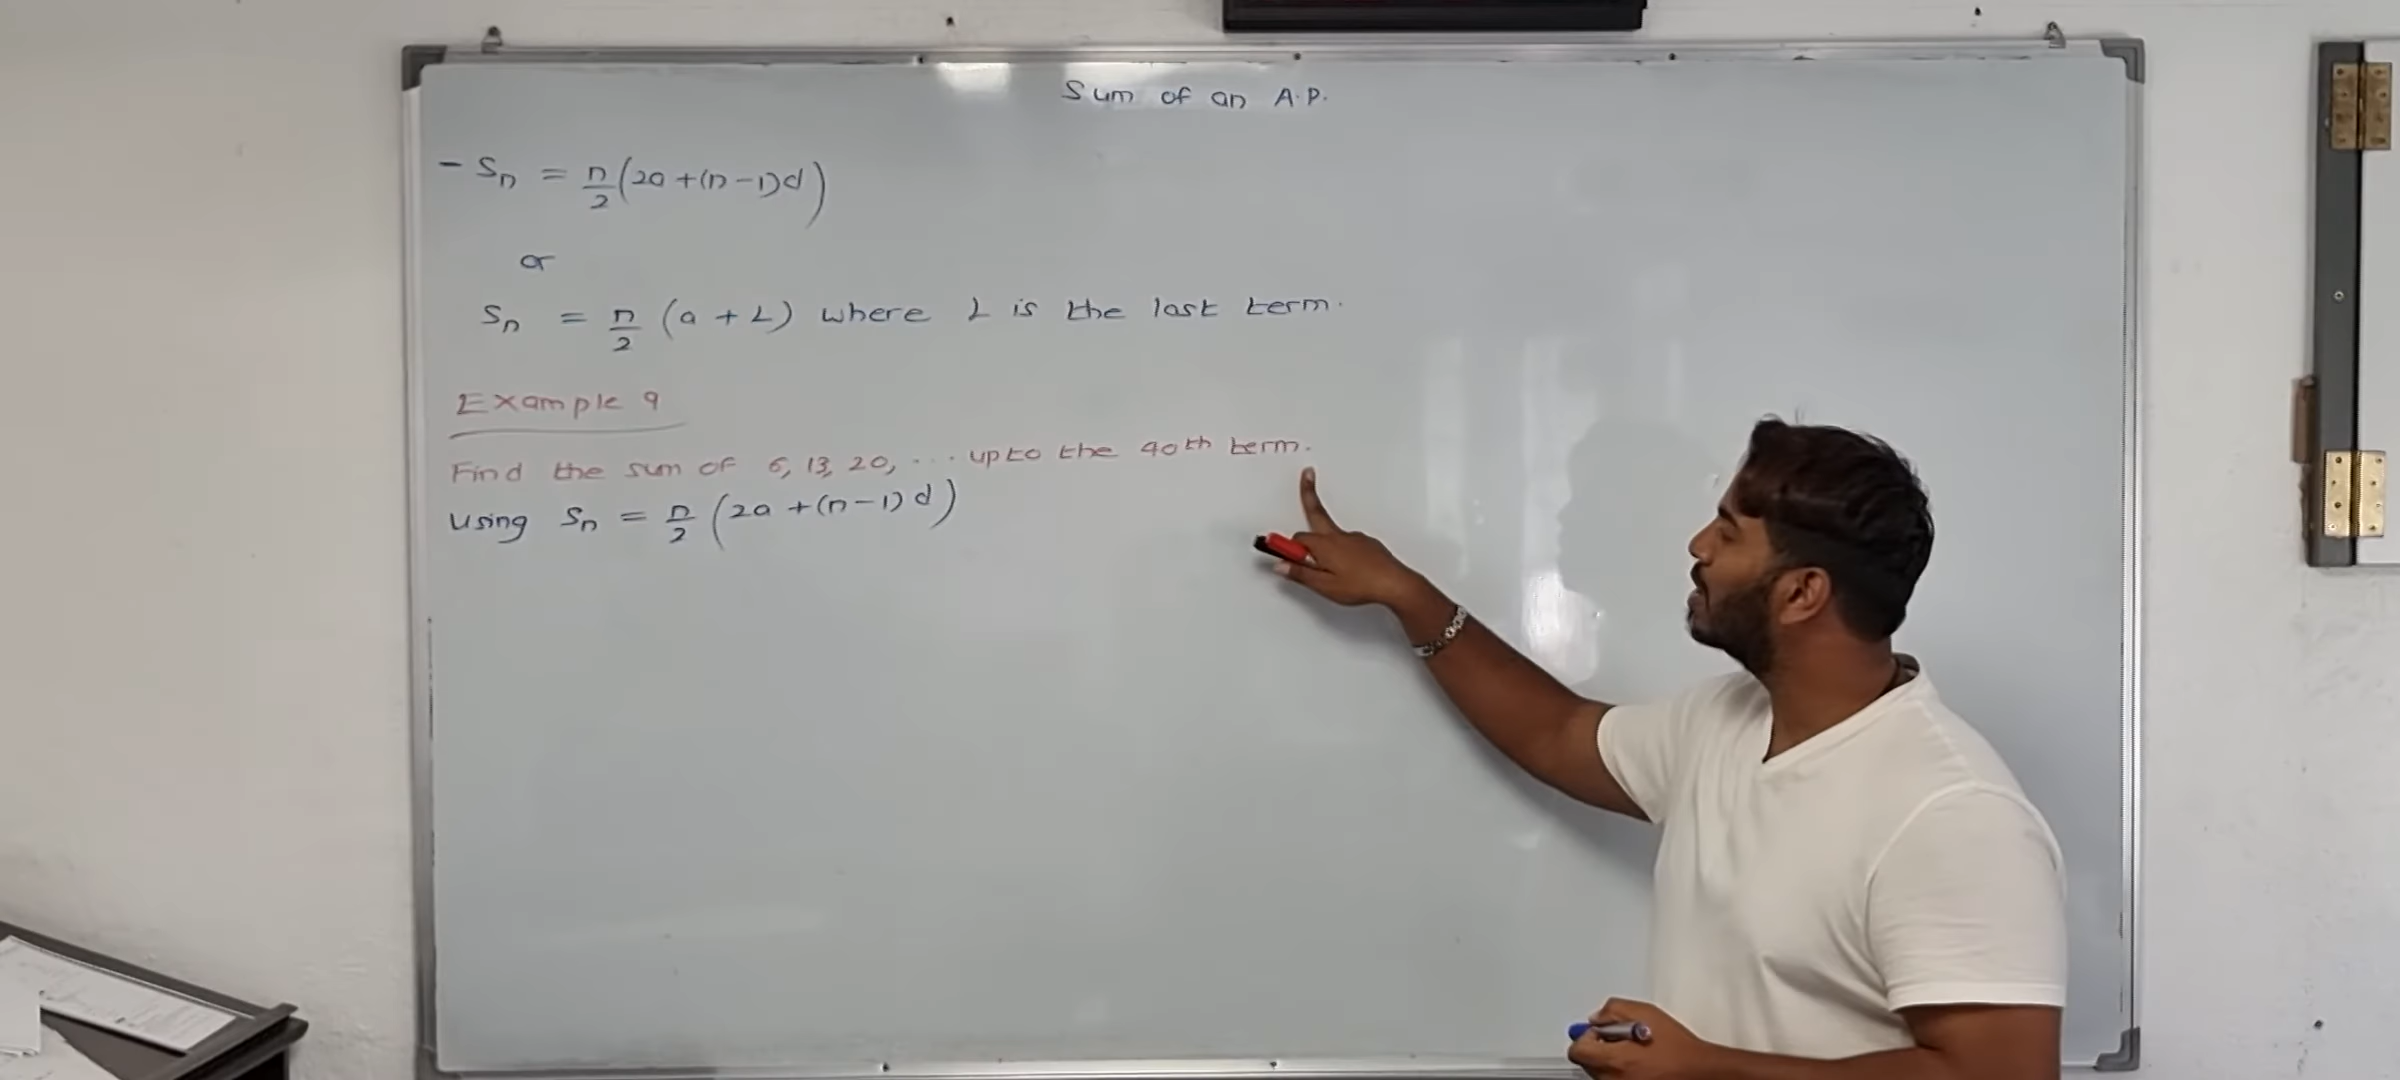 Sum of an A.P.
- Sn = n/2 (2a + (n - 1)d)
or
Sn = n/2 (a + L) where L is the last term.
Example 9
Find the sum of 6, 13, 20, ... upto the 40th term.
Using Sn = n/2 (2a + (n - 1) d)